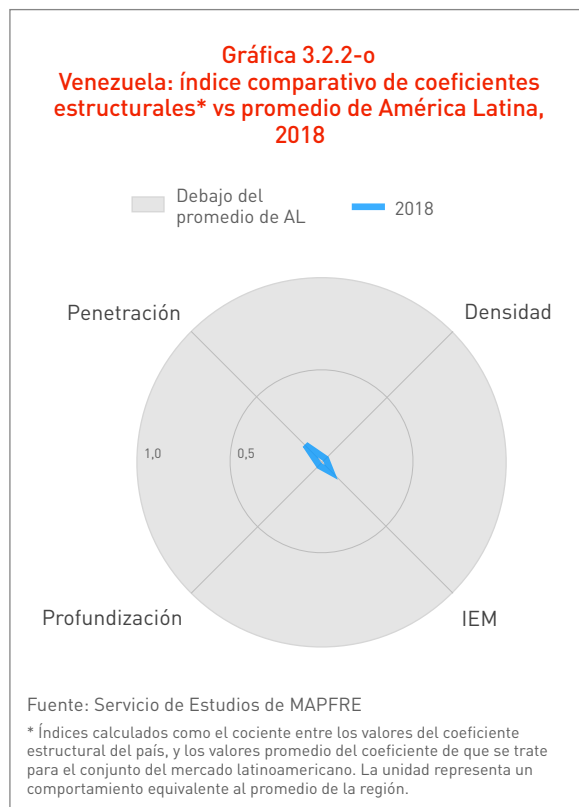 Gráfica 3.2.2-o
Venezuela: índice comparativo de coeficientes
estructurales* vs promedio de América Latina,
2018
Debajo del
promedio de AL
2018
Penetración
Densidad
1,0
0,5
Profundización
IEM
Fuente: Servicio de Estudios de MAPFRE
* Índices calculados como el cociente entre los valores del coeficiente
estructural del país, y los valores promedio del coeficiente de que se trate
para el conjunto del mercado latinoamericano. La unidad representa un
comportamiento equivalente al promedio de la región.